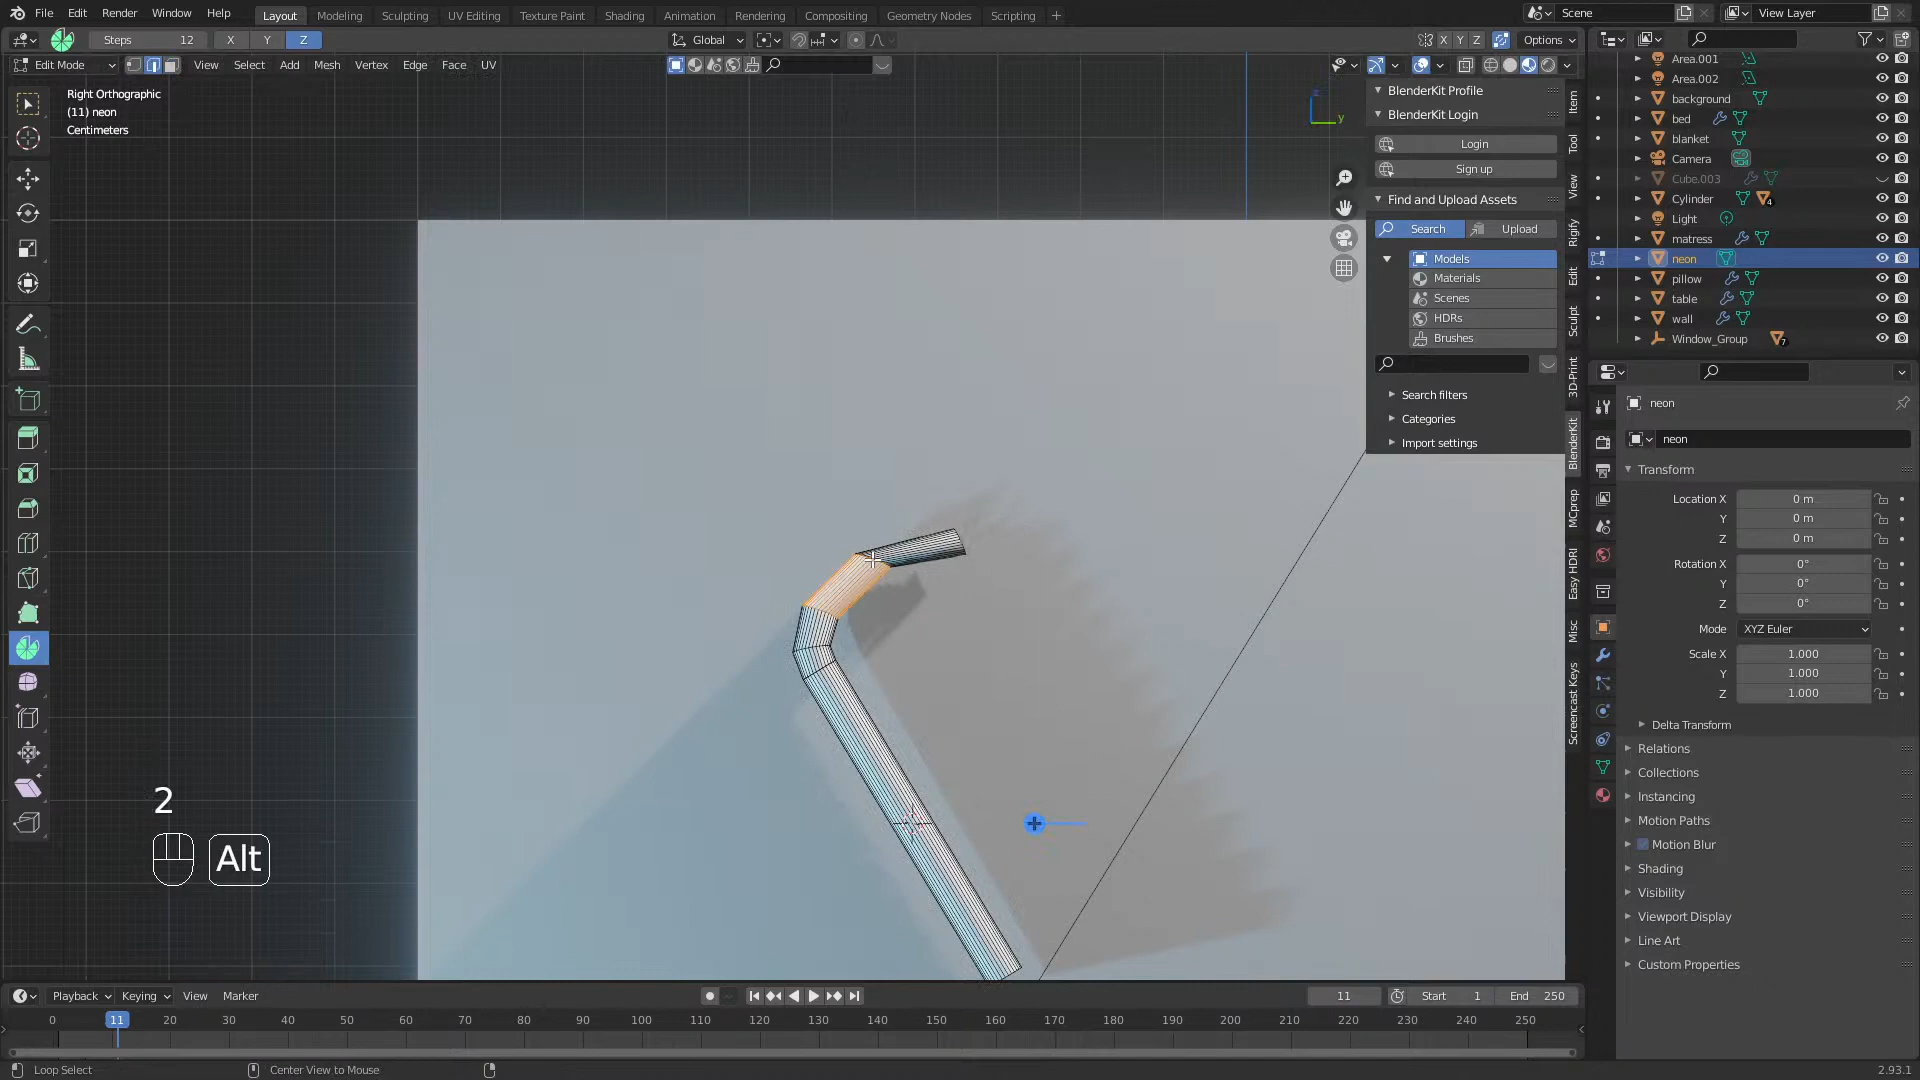 File Edit Render Window Help Layout Modeling Sculpting UV Editing Texture Paint Shading Animation Rendering Compositing Geometry Nodes Scripting + Scene View Layer
Steps 12 X Y Z Global X Y Z Options
Edit Mode View Select Add Mesh Vertex Edge Face UV
Right Orthographic
(11) neon
Centimeters
z
y
BlenderKit Profile
BlenderKit Login
Login
Sign up
Find and Upload Assets
Search Upload
Models
Materials
Scenes
HDRs
Brushes
Search filters
Categories
Import settings
Item
Tool
View
Rigify
Edit
Sculpt
3D-Print
BlenderKit
MCprep
Easy HDRI
Misc
Screencast Keys
Area.001
Area.002
background
bed
blanket
Camera
Cube.003
Cylinder 4
Light
matress
neon
pillow
table
wall
Window_Group 7
neon
neon
Transform
Location X 0 m
Y 0 m
Z 0 m
Rotation X 0°
Y 0°
Z 0°
Mode XYZ Euler
Scale X 1.000
Y 1.000
Z 1.000
Delta Transform
Relations
Collections
Instancing
Motion Paths
Motion Blur
Shading
Visibility
Viewport Display
Line Art
Custom Properties
2
Alt
Playback Keying View Marker 11 Start 1 End 250
0 11 20 30 40 50 60 70 80 90 100 110 120 130 140 150 160 170 180 190 200 210 220 230 240 250
Loop Select Center View to Mouse 2.93.1